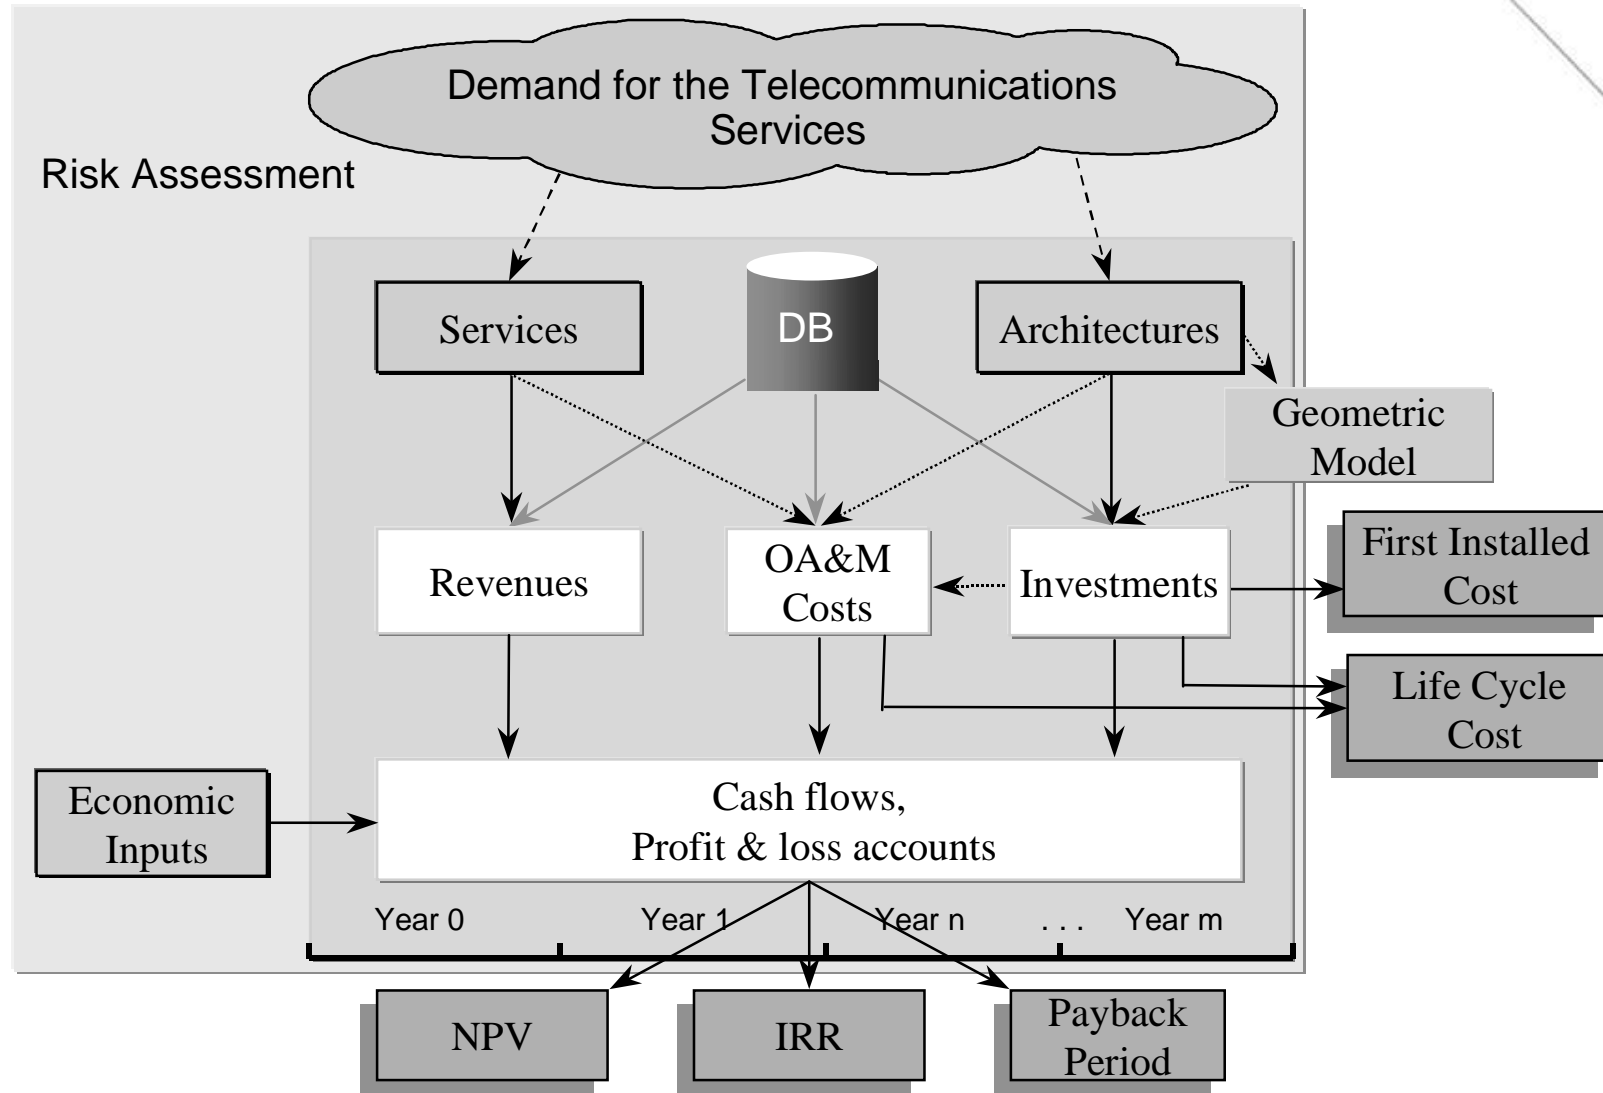 Demand for the Telecommunications
Services
Risk Assessment
Services
DB
Architectures
Geometric
Model
Revenues
OA&M
Costs
Investments
First Installed
Cost
Life Cycle
Cost
Economic
Inputs
Cash flows,
Profit & loss accounts
Year 0
Year 1
Year n
. . .
Year m
NPV
IRR
Payback
Period